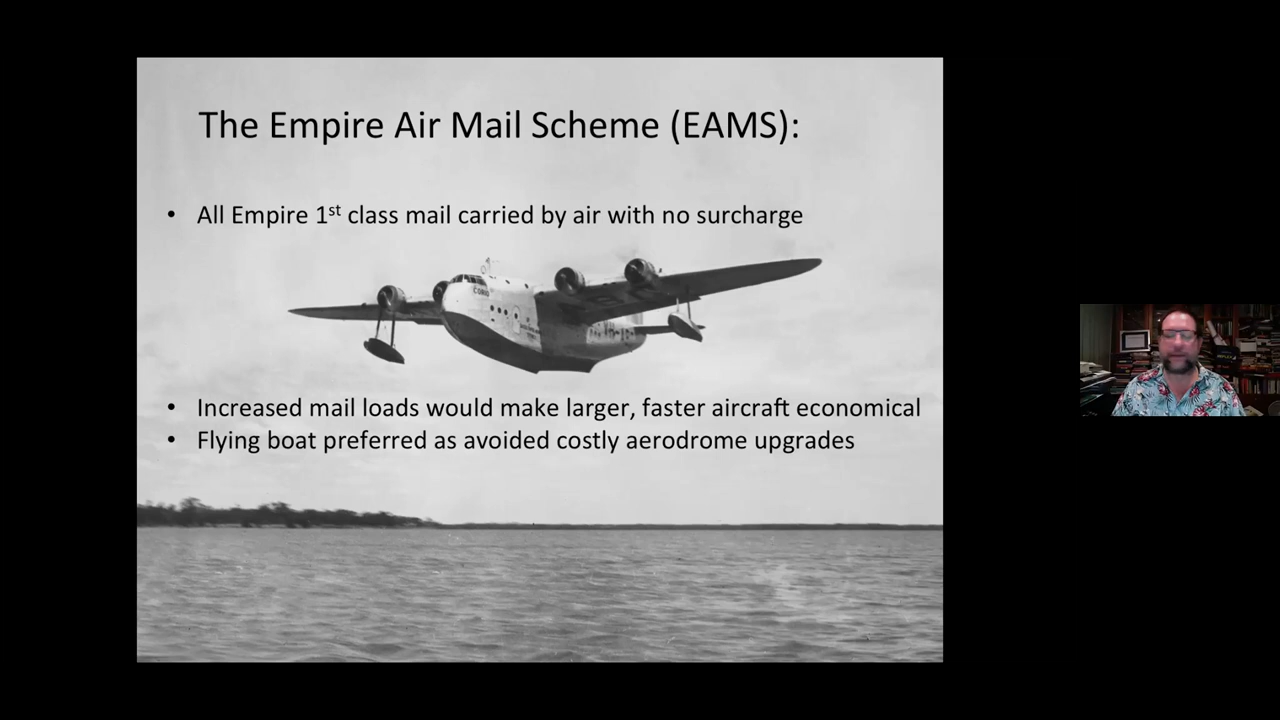 The Empire Air Mail Scheme (EAMS):
• All Empire 1st class mail carried by air with no surcharge
• Increased mail loads would make larger, faster aircraft economical
• Flying boat preferred as avoided costly aerodrome upgrades